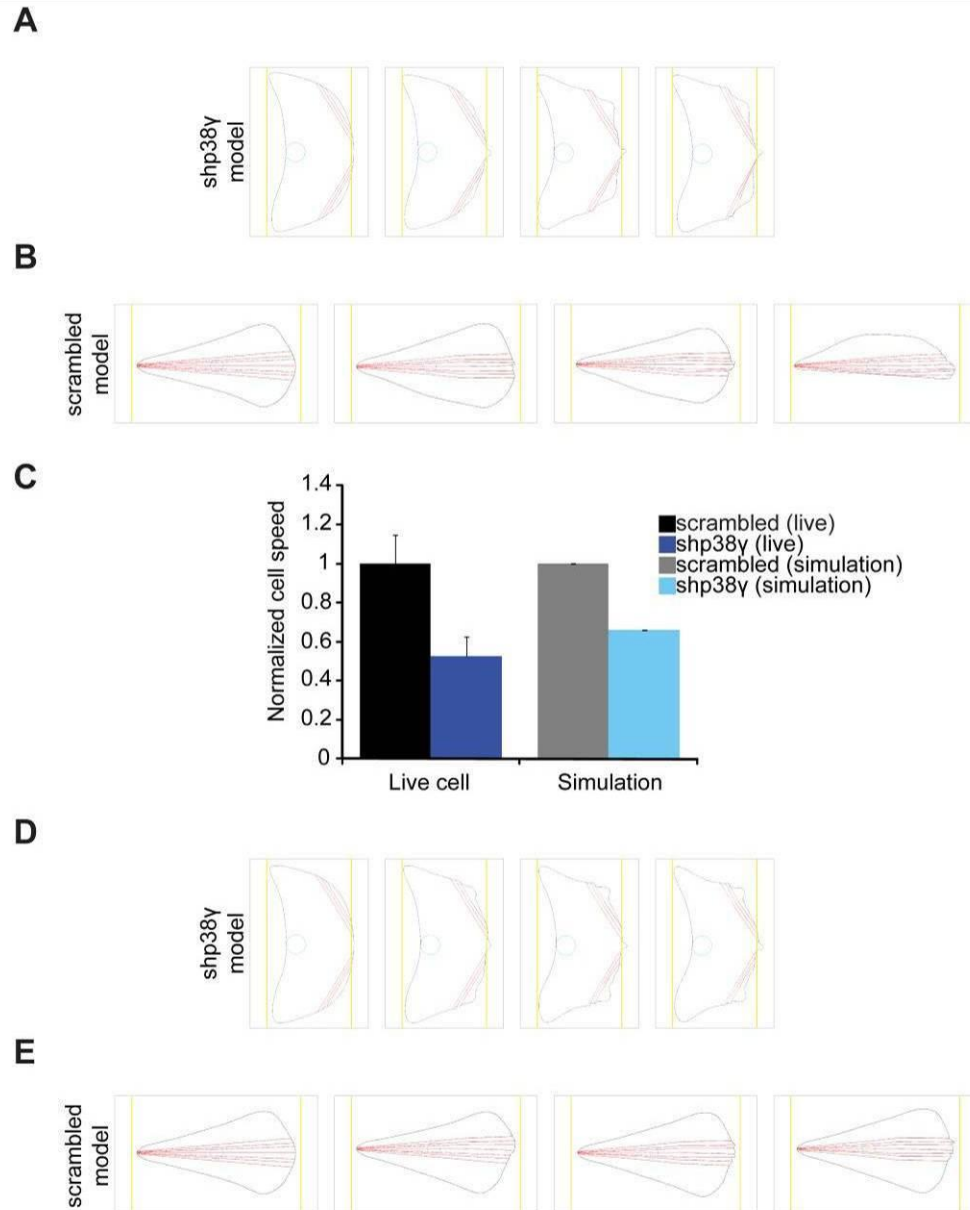 A
shp38γ
model
B
scrambled
model
C
Normalized cell speed
1.4
1.2
1
0.8
0.6
0.4
0.2
0
Live cell
Simulation
scrambled (live)
shp38γ (live)
scrambled (simulation)
shp38γ (simulation)
D
shp38γ
model
E
scrambled
model